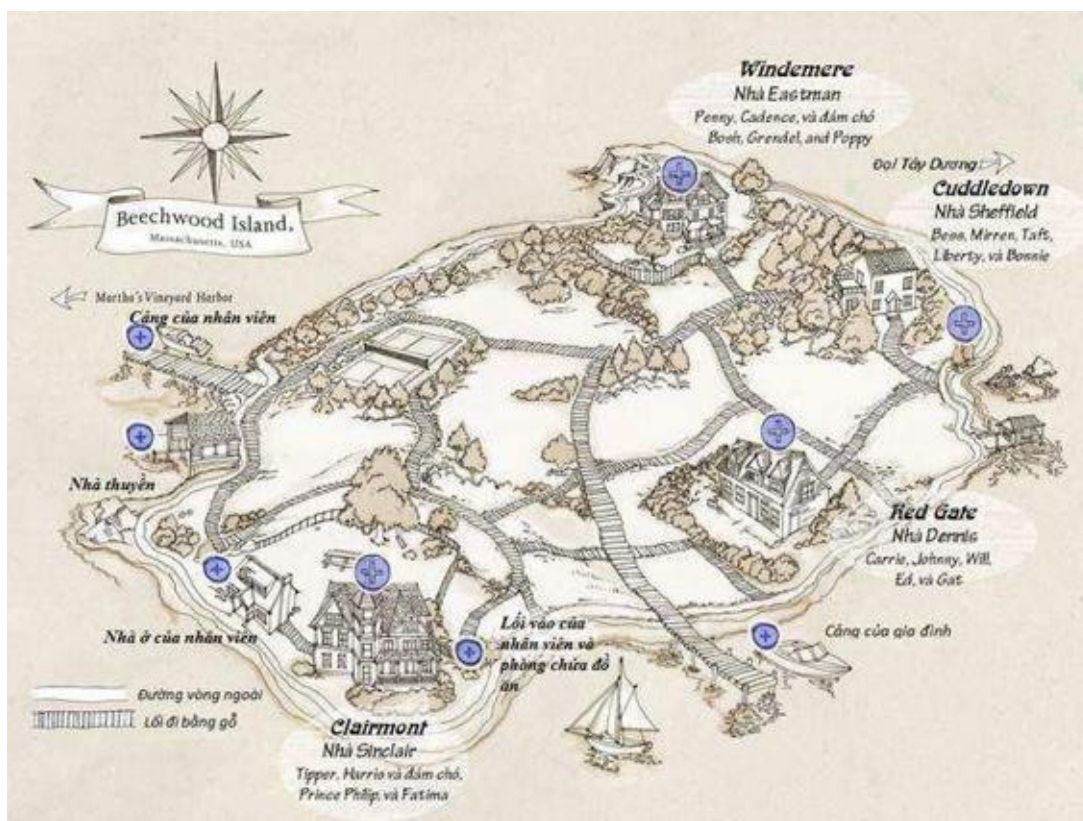 Windemere
Nhà Eastman
Penny, Cadence, và đám chó
Bosh, Grendel, and Poppy
Đại Tây Dương
Cuddledown
Nhà Sheffield
Bess, Mirren, Taft,
Liberty, và Bonnie
Beechwood Island,
Massachusetts, USA
Martha's Vineyard Harbor
Cảng của nhân viên
Nhà thuyền
Red Gate
Nhà Dennis
Carrie, Johnny, Will,
Ed, và Gat
Nhà ở của nhân viên
Lối vào của
nhân viên và
phòng chứa đồ
ăn
Cảng của gia đình
Đường vòng ngoài
Lối đi bằng gỗ
Clairmont
Nhà Sinclair
Tipper, Harris và đám chó,
Prince Philip, và Fatima